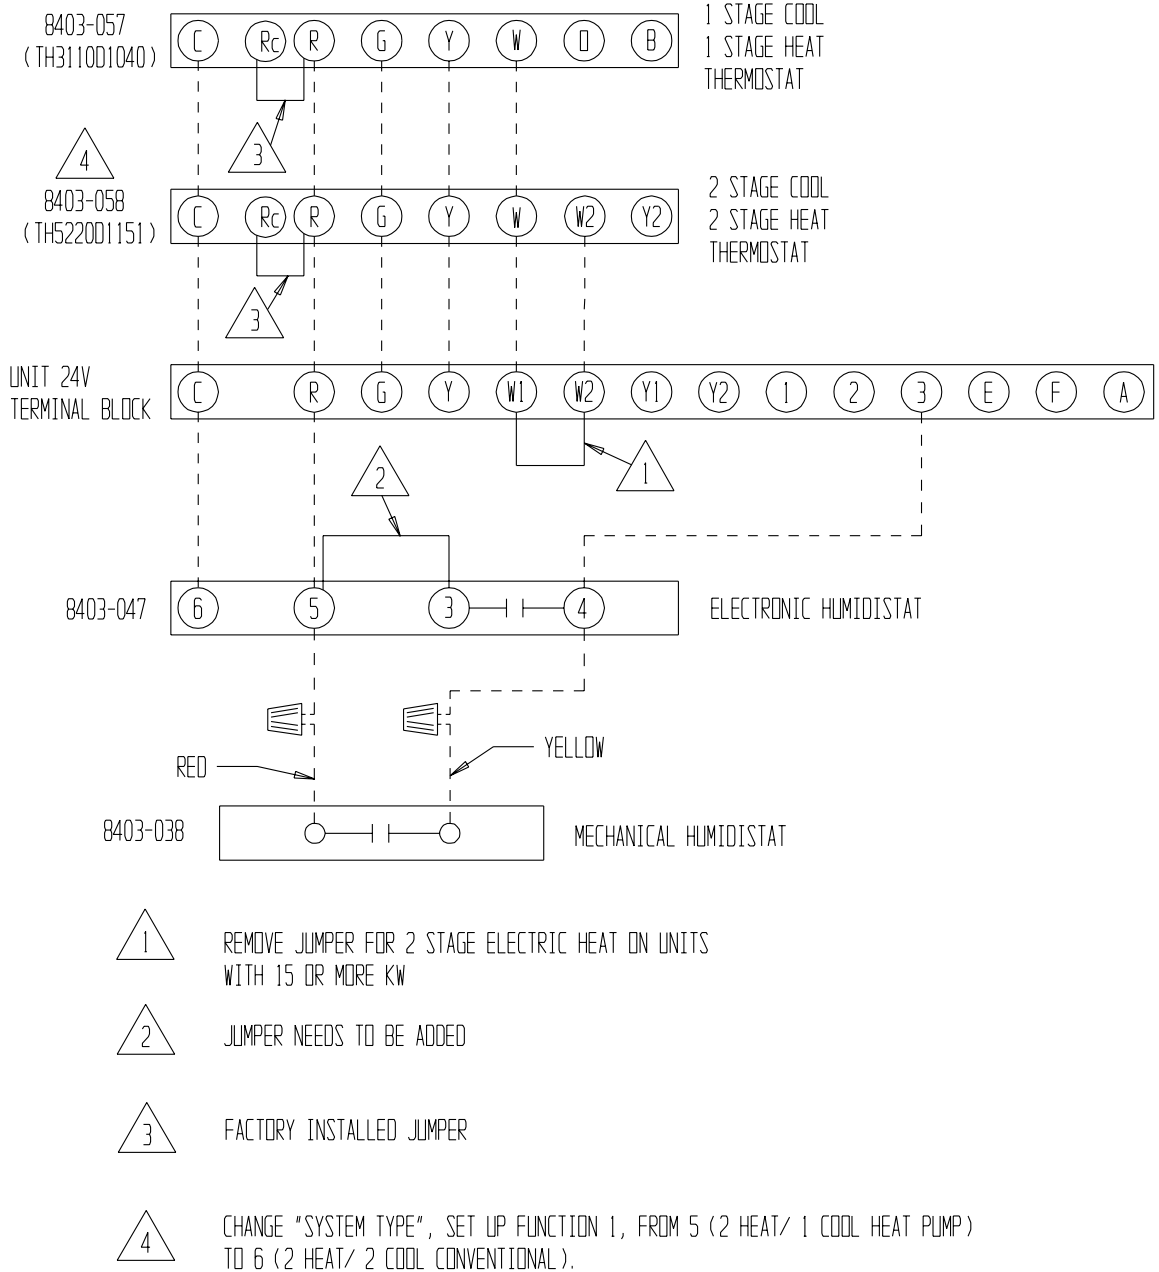 8403-057
(TH3110D1040)
C Rc R G Y W O B
1 STAGE COOL
1 STAGE HEAT
THERMOSTAT
3
4
8403-058
(TH5220D1151)
C Rc R G Y W W2 Y2
2 STAGE COOL
2 STAGE HEAT
THERMOSTAT
3
UNIT 24V
TERMINAL BLOCK
C R G Y W1 W2 Y1 Y2 1 2 3 E F A
1
2
8403-047
6 5 3 4
ELECTRONIC HUMIDISTAT
RED
YELLOW
8403-038
MECHANICAL HUMIDISTAT
1
REMOVE JUMPER FOR 2 STAGE ELECTRIC HEAT ON UNITS
WITH 15 OR MORE KW
2
JUMPER NEEDS TO BE ADDED
3
FACTORY INSTALLED JUMPER
4
CHANGE "SYSTEM TYPE", SET UP FUNCTION 1, FROM 5 (2 HEAT/ 1 COOL HEAT PUMP)
TO 6 (2 HEAT/ 2 COOL CONVENTIONAL).